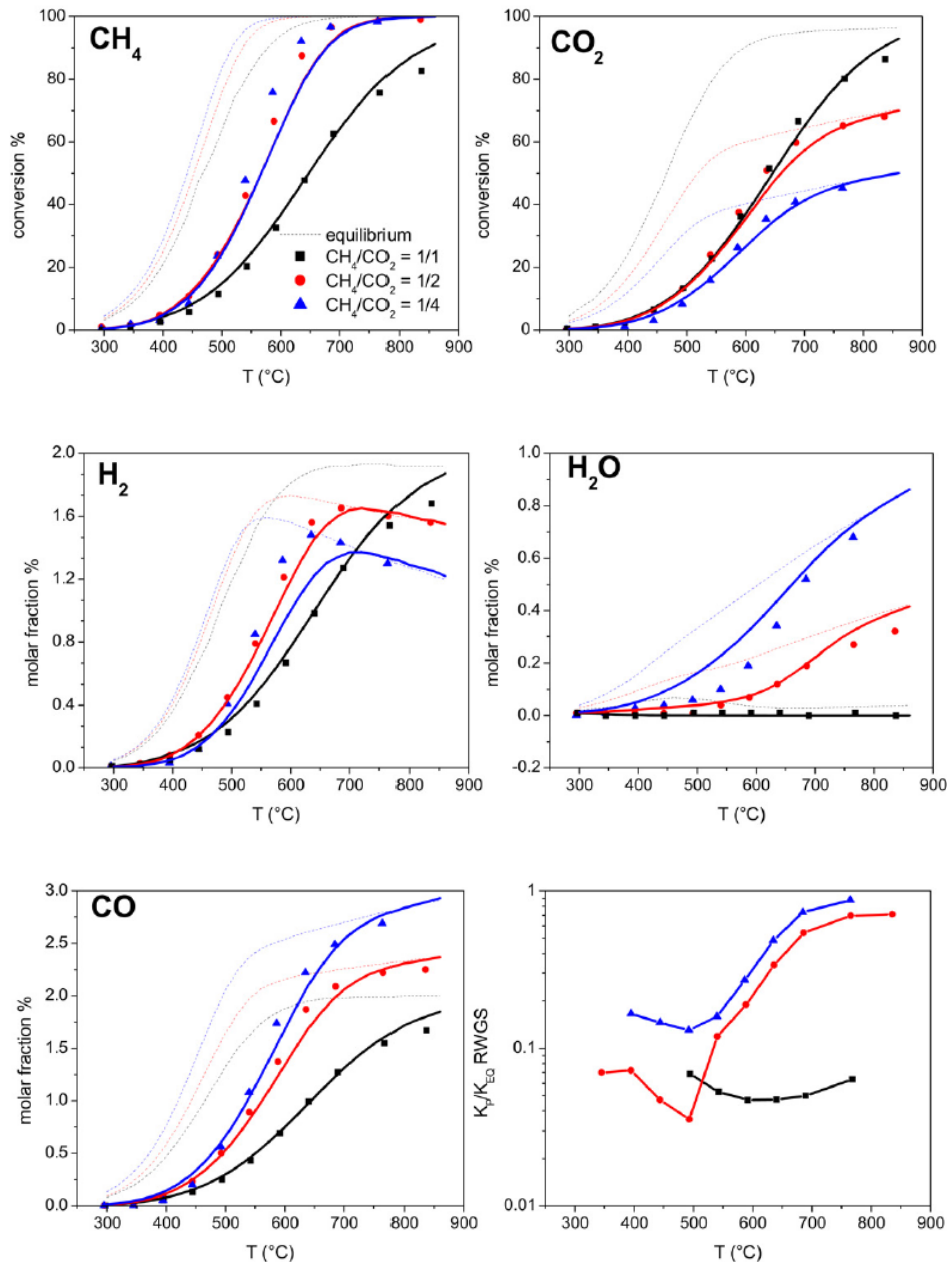 CH₄
conversion %
100
80
60
40
20
0
equilibrium
CH₄/CO₂ = 1/1
CH₄/CO₂ = 1/2
CH₄/CO₂ = 1/4
300 400 500 600 700 800 900
T (°C)
CO₂
conversion %
100
80
60
40
20
0
300 400 500 600 700 800 900
T (°C)
H₂
molar fraction %
2.0
1.6
1.2
0.8
0.4
0.0
300 400 500 600 700 800 900
T (°C)
H₂O
molar fraction %
1.0
0.8
0.6
0.4
0.2
0.0
-0.2
300 400 500 600 700 800 900
T (°C)
CO
molar fraction %
3.0
2.5
2.0
1.5
1.0
0.5
0.0
300 400 500 600 700 800 900
T (°C)
K_P/K_EQ RWGS
1
0.1
0.01
300 400 500 600 700 800 900
T (°C)